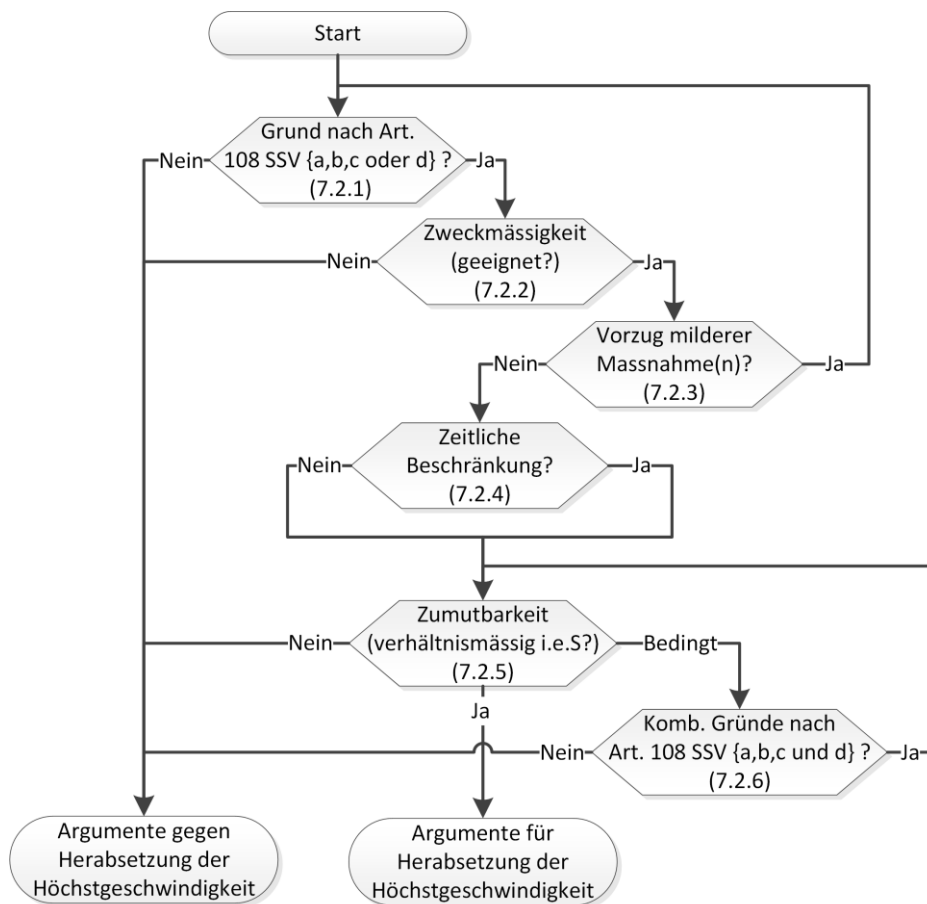 Start
Grund nach Art.
Nein
108 SSV {a,b,c oder d} ?
Ja
(7.2.1)
Zweckmässigkeit
Nein
(geeignet?)
Ja
(7.2.2)
Vorzug milderer
Nein
Massnahme(n)?
Ja
(7.2.3)
Zeitliche
Nein
Beschränkung?
Ja
(7.2.4)
Zumutbarkeit
Nein
(verhältnismässig i.e.S?)
Bedingt
(7.2.5)
Ja
Komb. Gründe nach
Nein
Art. 108 SSV {a,b,c und d} ?
Ja
(7.2.6)
Argumente gegen
Herabsetzung der
Höchstgeschwindigkeit
Argumente für
Herabsetzung der
Höchstgeschwindigkeit